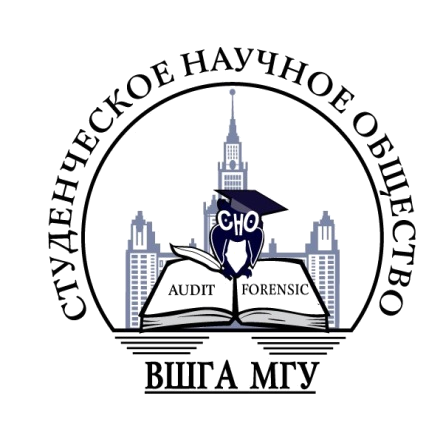 СТУДЕНЧЕСКОЕ НАУЧНОЕ ОБЩЕСТВО
СНО
AUDIT FORENSIC
ВШГА МГУ